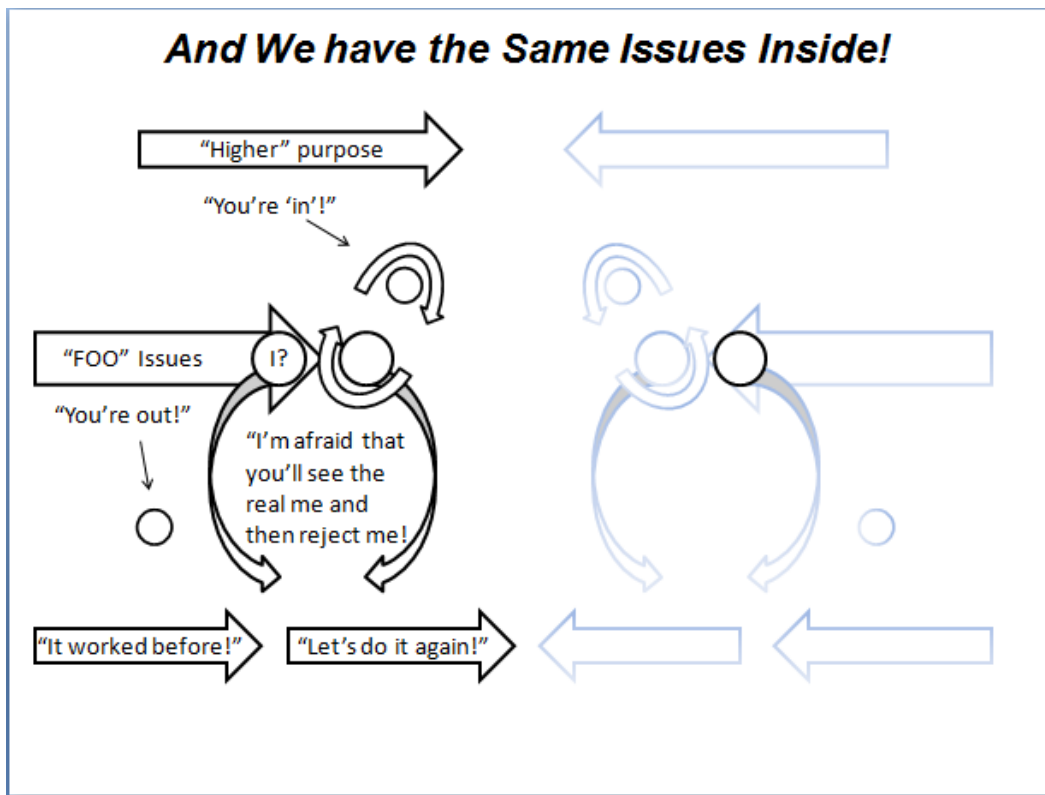 And We have the Same Issues Inside!
“Higher” purpose
“You’re ‘in’!”
“FOO” Issues
I?
“You’re out!”
“I’m afraid that
you’ll see the
real me and
then reject me!
“It worked before!”
“Let’s do it again!”